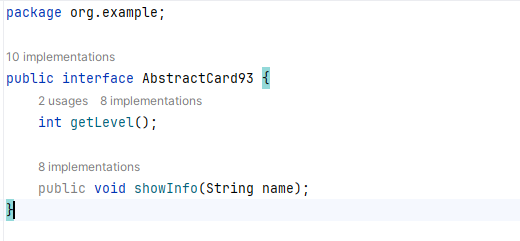 package org.example;
10 implementations
public interface AbstractCard93 {
2 usages 8 implementations
int getLevel();
8 implementations
public void showInfo(String name);
}